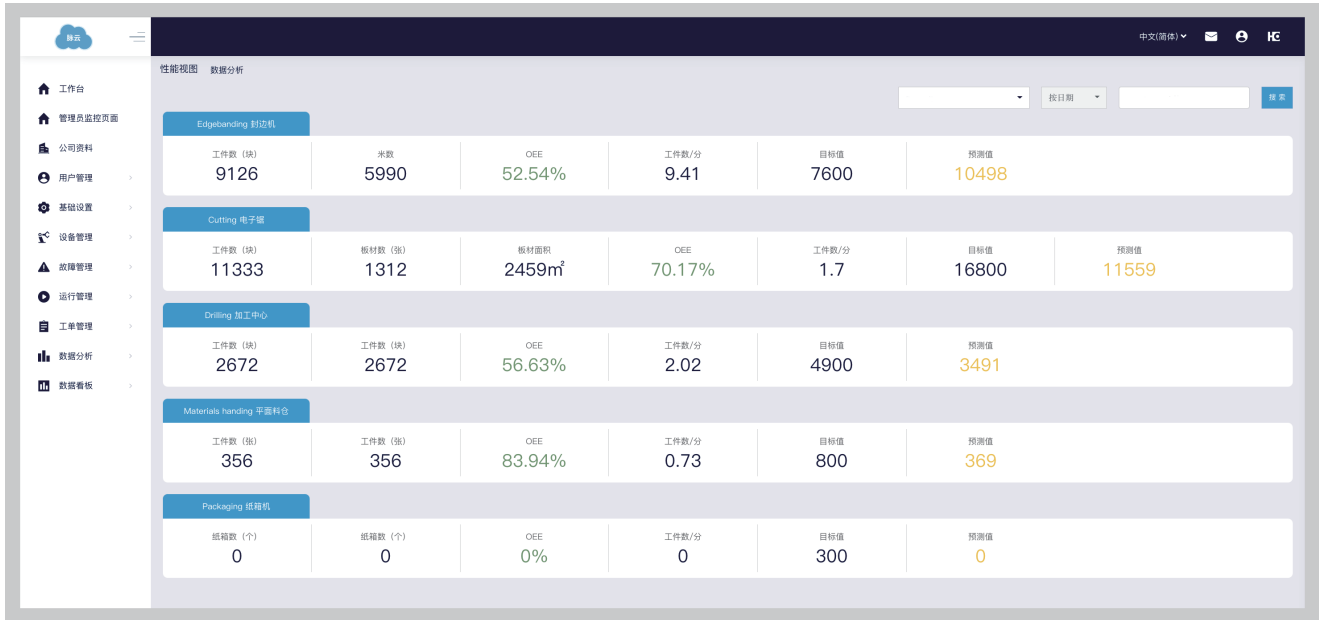 脉云
中文(简体)
HC
性能视图 数据分析
工作台
管理员监控页面
公司资料
用户管理
基础设置
设备管理
故障管理
运行管理
工单管理
数据分析
数据看板
按日期
搜索
Edgebanding 封边机
工件数（块） 米数 OEE 工件数/分 目标值 预测值
9126 5990 52.54% 9.41 7600 10498
Cutting 电子锯
工件数（块） 板材数（张） 板材面积 OEE 工件数/分 目标值 预测值
11333 1312 2459㎡ 70.17% 1.7 16800 11559
Drilling 加工中心
工件数（块） 工件数（块） OEE 工件数/分 目标值 预测值
2672 2672 56.63% 2.02 4900 3491
Materials handing 平面料仓
工件数（张） 工件数（张） OEE 工件数/分 目标值 预测值
356 356 83.94% 0.73 800 369
Packaging 纸箱机
纸箱数（个） 纸箱数（个） OEE 工件数/分 目标值 预测值
0 0 0% 0 300 0